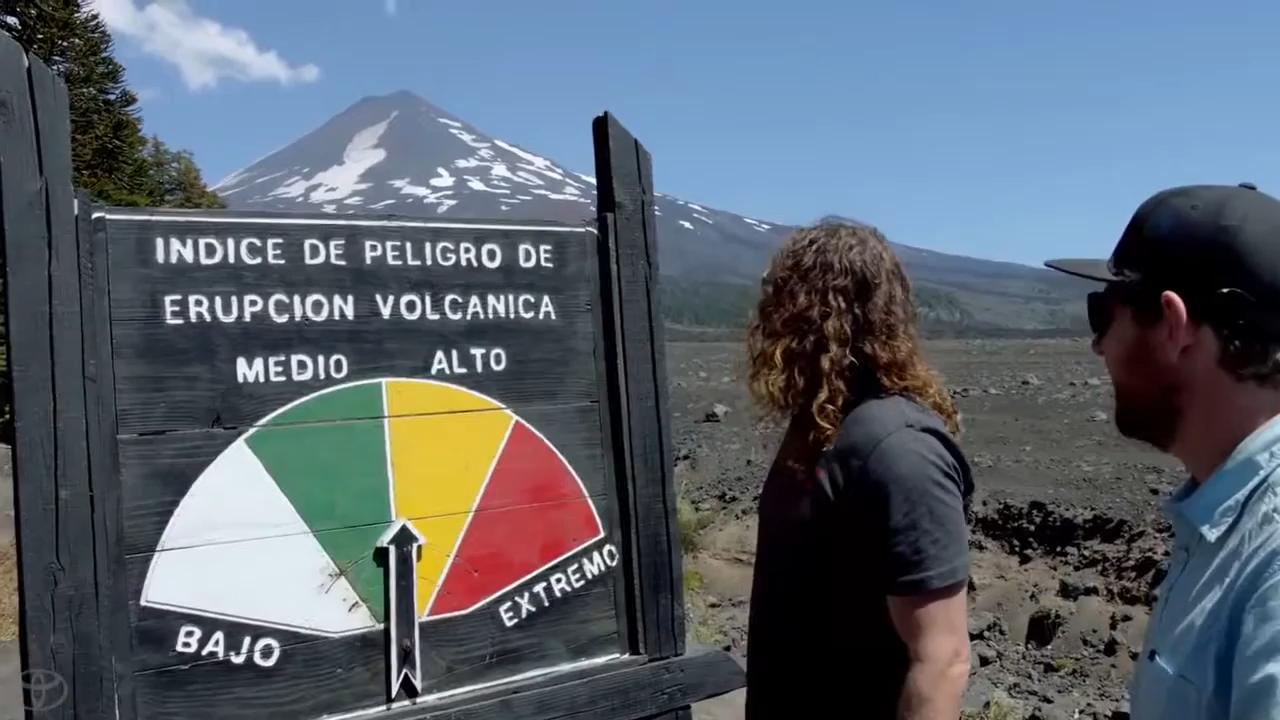 INDICE DE PELIGRO DE
ERUPCION VOLCANICA
MEDIO ALTO
BAJO EXTREMO